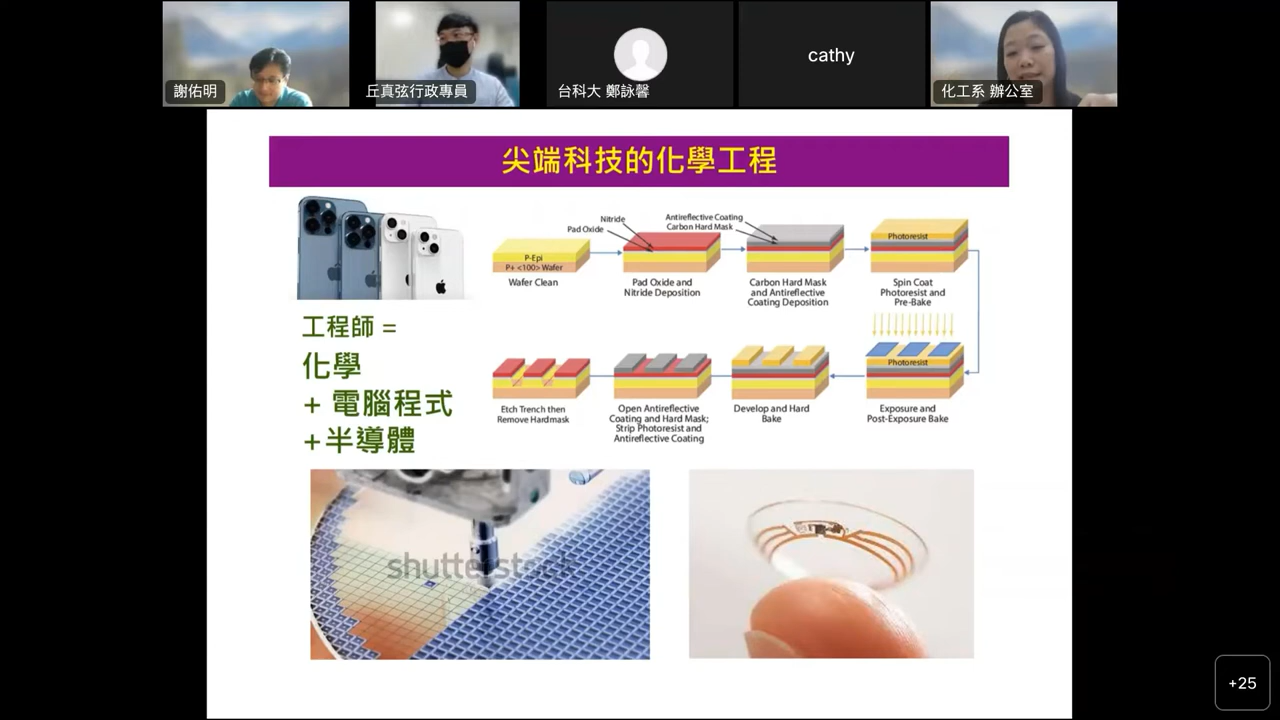 謝佑明
丘真弦行政專員
台科大 鄭詠馨
cathy
化工系 辦公室
尖端科技的化學工程
工程師 =
化學
+ 電腦程式
+半導體
Nitride
Pad Oxide
P-Epi
P+ <100> Wafer
Wafer Clean
Pad Oxide and
Nitride Deposition
Antireflective Coating
Carbon Hard Mask
Carbon Hard Mask
and Antireflective
Coating Deposition
Photoresist
Spin Coat
Photoresist and
Pre-Bake
Photoresist
Exposure and
Post-Exposure Bake
Develop and Hard
Bake
Open Antireflective
Coating and Hard Mask;
Strip Photoresist and
Antireflective Coating
Etch Trench then
Remove Hardmask
shutterstock
+25